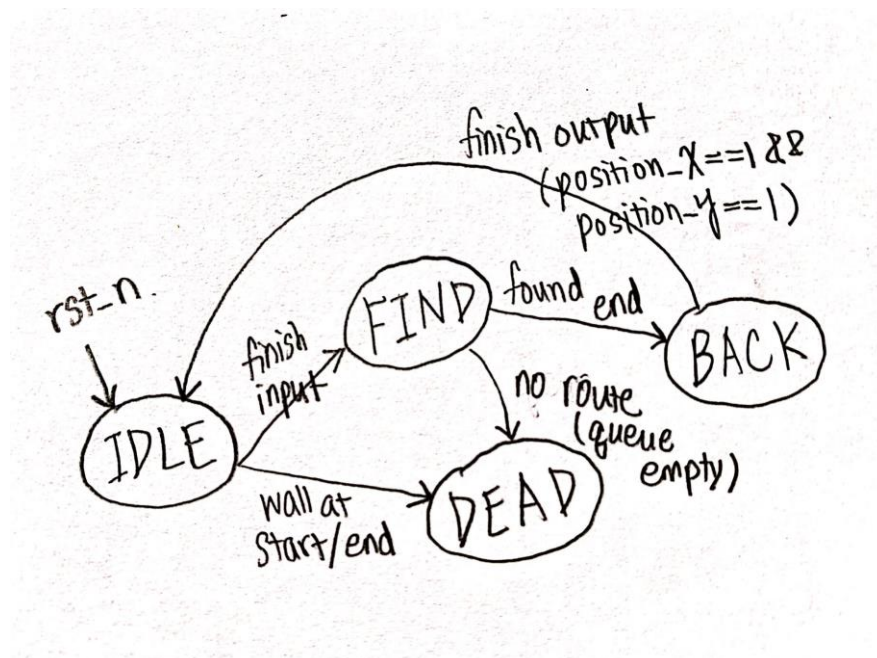 finish output
(position_X==1 &&
position_y==1)
rst_n.
FIND
found
end
finish
input
BACK
IDLE
no route
(queue
empty)
wall at
start/end
DEAD